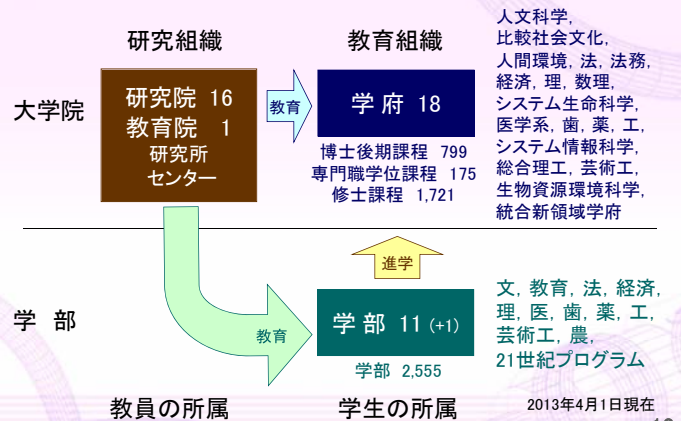 研究組織
教育組織
大学院
研究院 16
教育院 1
研究所
センター
教育
学 府 18
博士後期課程 799
専門職学位課程 175
修士課程 1,721
人文科学,
比較社会文化,
人間環境, 法, 法務,
経済, 理, 数理,
システム生命科学,
医学系, 歯, 薬, 工,
システム情報科学,
総合理工, 芸術工,
生物資源環境科学,
統合新領域学府
進学
学 部
教育
学 部 11 (+1)
学部 2,555
文, 教育, 法, 経済,
理, 医, 歯, 薬, 工,
芸術工, 農,
21世紀プログラム
教員の所属
学生の所属
2013年4月1日現在